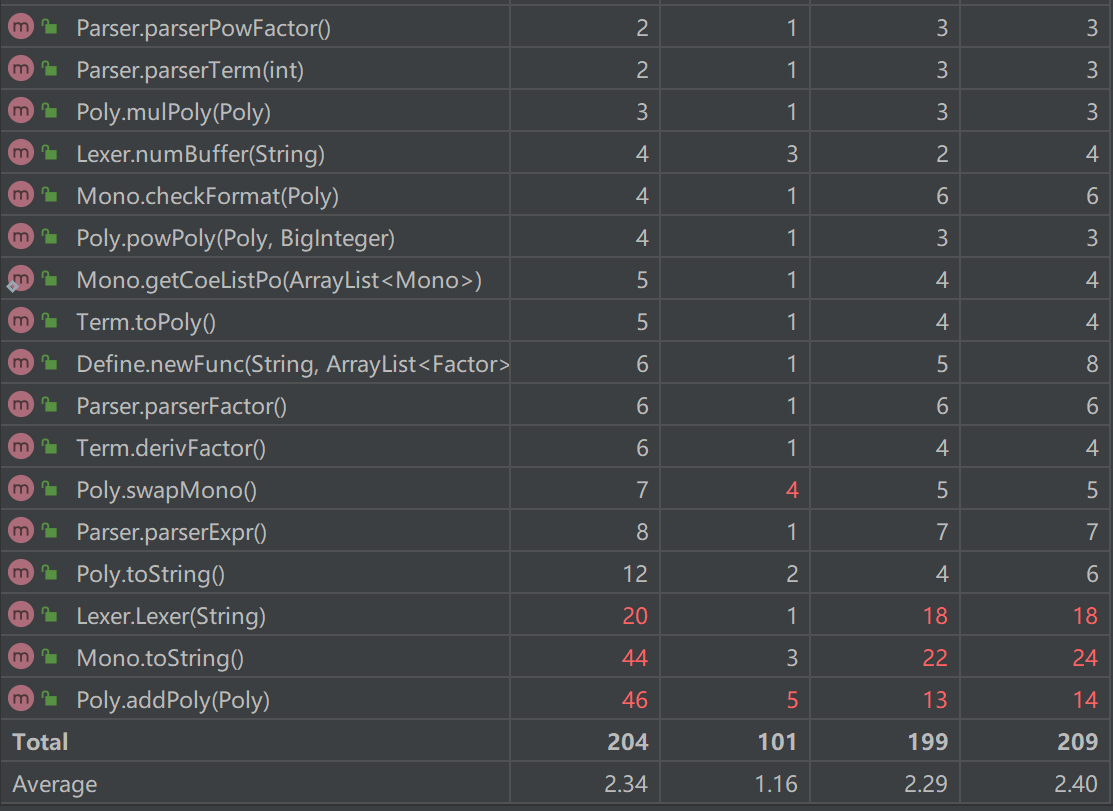 Parser.parserPowFactor() 2 1 3 3
Parser.parserTerm(int) 2 1 3 3
Poly.mulPoly(Poly) 3 1 3 3
Lexer.numBuffer(String) 4 3 2 4
Mono.checkFormat(Poly) 4 1 6 6
Poly.powPoly(Poly, BigInteger) 4 1 3 3
Mono.getCoeListPo(ArrayList<Mono>) 5 1 4 4
Term.toPoly() 5 1 4 4
Define.newFunc(String, ArrayList<Factor> 6 1 5 8
Parser.parserFactor() 6 1 6 6
Term.derivFactor() 6 1 4 4
Poly.swapMono() 7 4 5 5
Parser.parserExpr() 8 1 7 7
Poly.toString() 12 2 4 6
Lexer.Lexer(String) 20 1 18 18
Mono.toString() 44 3 22 24
Poly.addPoly(Poly) 46 5 13 14
Total 204 101 199 209
Average 2.34 1.16 2.29 2.40